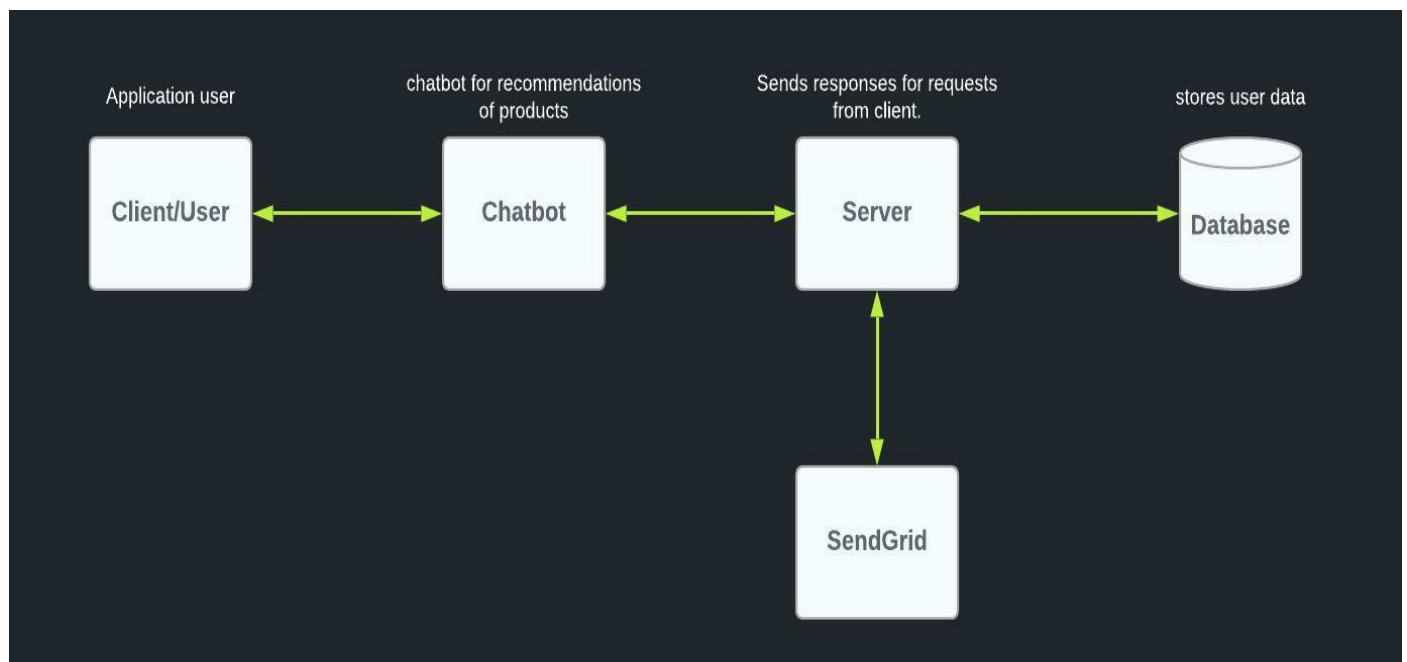 Application user
chatbot for recommendations
of products
Sends responses for requests
from client.
stores user data
Client/User
Chatbot
Server
Database
SendGrid